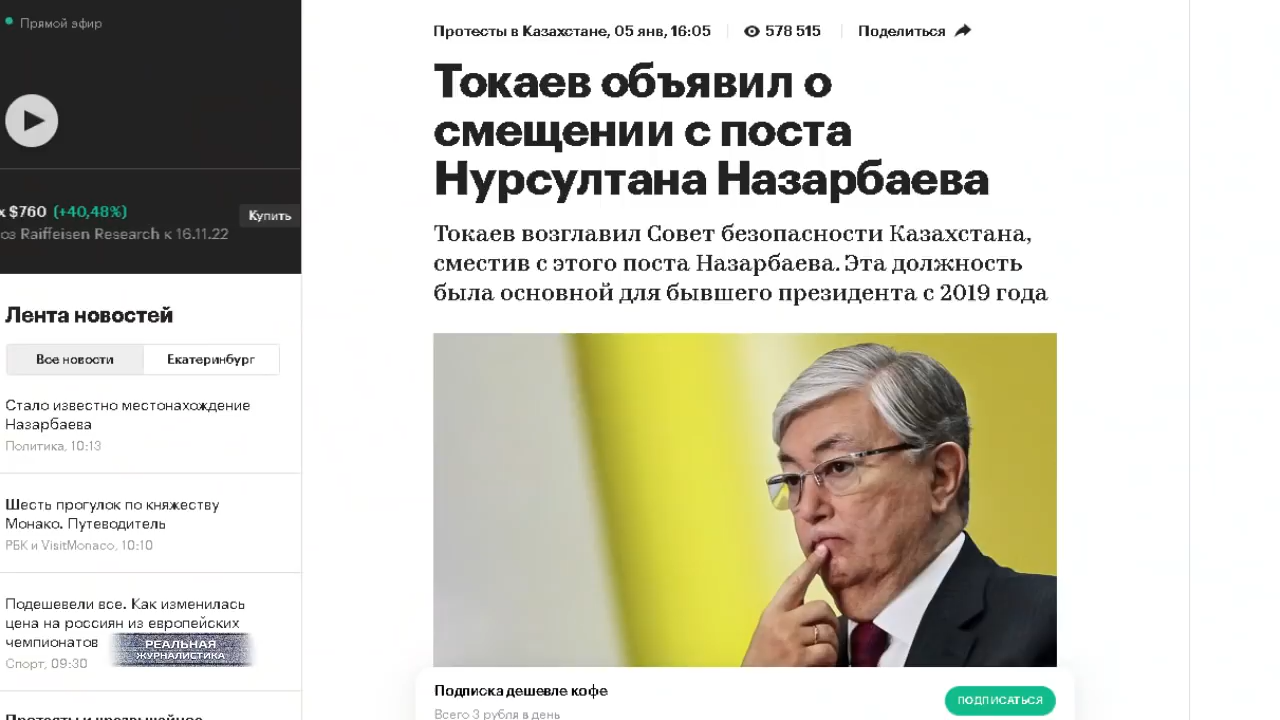 Прямой эфир
Протесты в Казахстане, 05 янв, 16:05
578 515
Поделиться
Токаев объявил о
смещении с поста
Нурсултана Назарбаева
Токаев возглавил Совет безопасности Казахстана,
сместив с этого поста Назарбаева. Эта должность
была основной для бывшего президента с 2019 года
$760 (+40,48%)
Купить
Raiffeisen Research к 16.11.22
Лента новостей
Все новости
Екатеринбург
Стало известно местонахождение
Назарбаева
Политика, 10:13
Шесть прогулок по княжеству
Монако. Путеводитель
РБК и VisitMonaco, 10:10
Подешевели все. Как изменилась
цена на россиян из европейских
чемпионатов
Спорт, 09:30
РЕАЛЬНАЯ
ЖУРНАЛИСТИКА
Подписка дешевле кофе
Всего 3 рубля в день
ПОДПИСАТЬСЯ